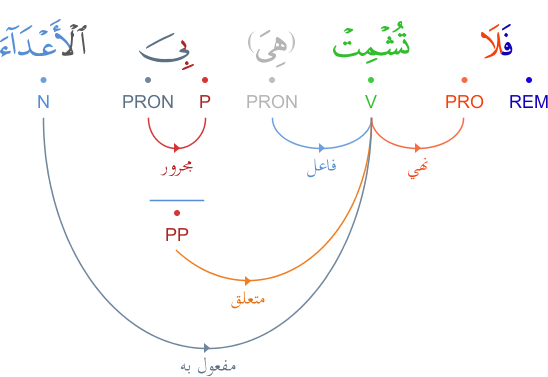 فَلَا تُشْمِتْ (هِىَ) بِىَ ٱلْأَعْدَآءَ
REM PRO V PRON P PRON N
نهي فاعل مجرور
PP
متعلق
مفعول به